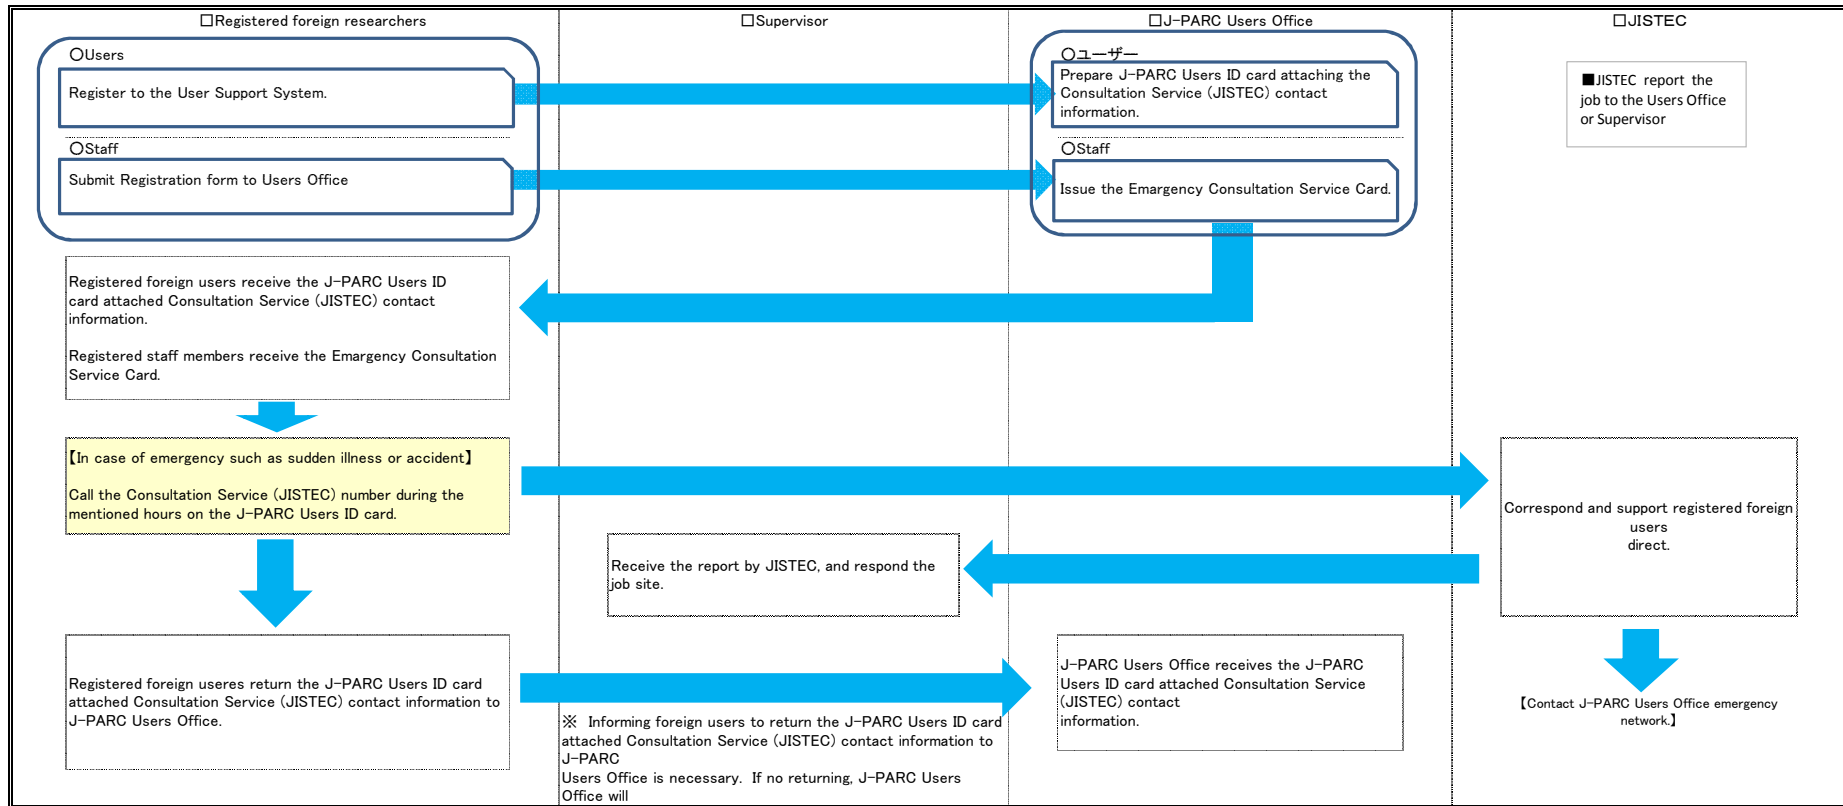 □Registered foreign researchers
□Supervisor
□J-PARC Users Office
□JISTEC
○Users
Register to the User Support System.
○Staff
Submit Registration form to Users Office
○ユーザー
Prepare J-PARC Users ID card attaching the
Consultation Service (JISTEC) contact
information.
○Staff
Issue the Emargency Consultation Service Card.
■JISTEC report the
job to the Users Office
or Supervisor
Registered foreign users receive the J-PARC Users ID
card attached Consultation Service (JISTEC) contact
information.
Registered staff members receive the Emargency Consultation
Service Card.
【In case of emergency such as sudden illness or accident】
Call the Consultation Service (JISTEC) number during the
mentioned hours on the J-PARC Users ID card.
Correspond and support registered foreign
users
direct.
Receive the report by JISTEC, and respond the
job site.
Registered foreign useres return the J-PARC Users ID card
attached Consultation Service (JISTEC) contact information to
J-PARC Users Office.
※ Informing foreign users to return the J-PARC Users ID card
attached Consultation Service (JISTEC) contact information to
J-PARC
Users Office is necessary. If no returning, J-PARC Users
Office will
J-PARC Users Office receives the J-PARC
Users ID card attached Consultation Service
(JISTEC) contact
information.
【Contact J-PARC Users Office emergency
network.】